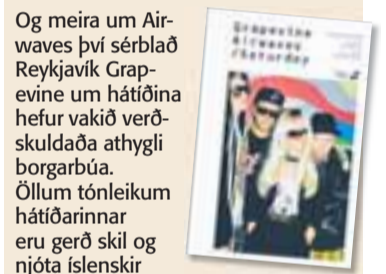 Og meira um Air-
waves því sérblað
Reykjavík Grap-
evine um hátíðina
hefur vakið verð-
skuldaða athygli
borgarbúa.
Öllum tónleikum
hátíðarinnar
eru gerð skil og
njóta íslenskir
Grapevine
Airwaves
/Saturday